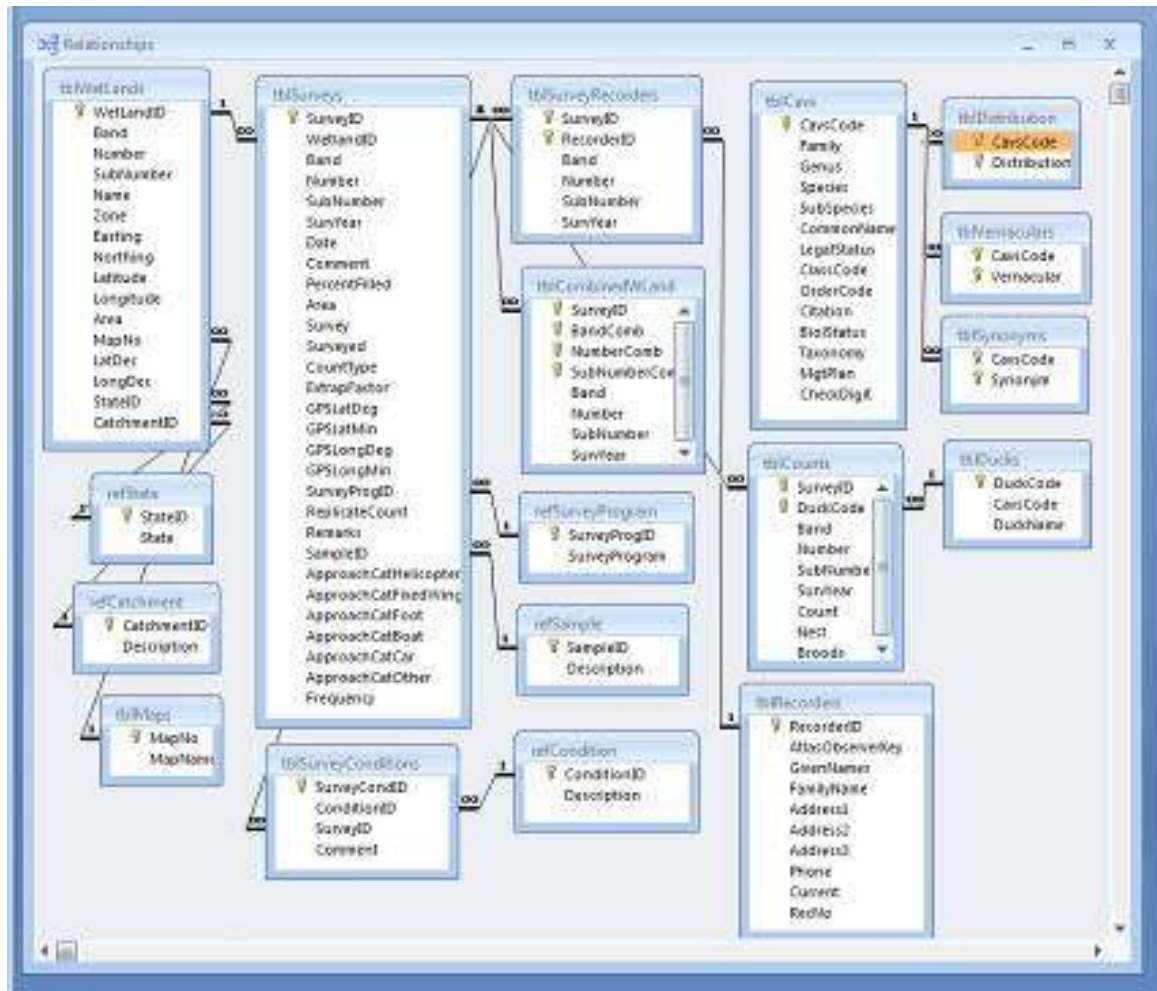 Relationships
tblWetLands
WetLandID
Band
Number
SubNumber
Name
Zone
Easting
Northing
Latitude
Longitude
Area
MapNo
LatDec
LongDec
StateID
CatchmentID
refState
StateID
State
refCatchment
CatchmentID
Description
tblMaps
MapNo
MapName
tblSurveys
SurveyID
WetlandID
Band
Number
SubNumber
SurvYear
Date
Comment
PercentFilled
Area
Survey
Surveyed
CountType
ExtrapFactor
GPSLatDeg
GPSLatMin
GPSLongDeg
GPSLongMin
SurveyProgID
ReplicateCount
Remarks
SampleID
ApproachCatHelicopter
ApproachCatFixedWing
ApproachCatFoot
ApproachCatBoat
ApproachCatCar
ApproachCatOther
Frequency
tblSurveyConditions
SurveyCondID
ConditionID
SurveyID
Comment
tblSurveyRecorders
SurveyID
RecorderID
Band
Number
SubNumber
SurvYear
tblCombinedWLand
SurveyID
BandComb
NumberComb
SubNumberCom
Band
Number
SubNumber
SurvYear
refSurveyProgram
SurveyProgID
SurveyProgram
refSample
SampleID
Description
refCondition
ConditionID
Description
tblCavs
CavsCode
Family
Genus
Species
SubSpecies
CommonName
LegalStatus
ClassCode
OrderCode
Citation
BiolStatus
Taxonomy
MgtPlan
CheckDigit
tblCounts
SurveyID
DuckCode
Band
Number
SubNumbe
SurvYear
Count
Nest
Broods
tblRecorders
RecorderID
AtlasObserverKey
GivenNames
FamilyName
Address1
Address2
Address3
Phone
Current
RecNo
tblDistribution
CavsCode
Distribution
tblVernaculars
CavsCode
Vernacular
tblSynonyms
CavsCode
Synonym
tblDucks
DuckCode
CavsCode
DuckName